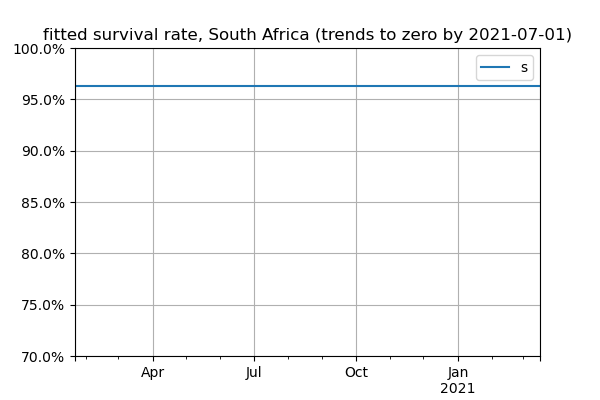 fitted survival rate, South Africa (trends to zero by 2021-07-01)
100.0%
s
95.0%
90.0%
85.0%
80.0%
75.0%
70.0%
Apr
Jul
Oct
Jan
2021